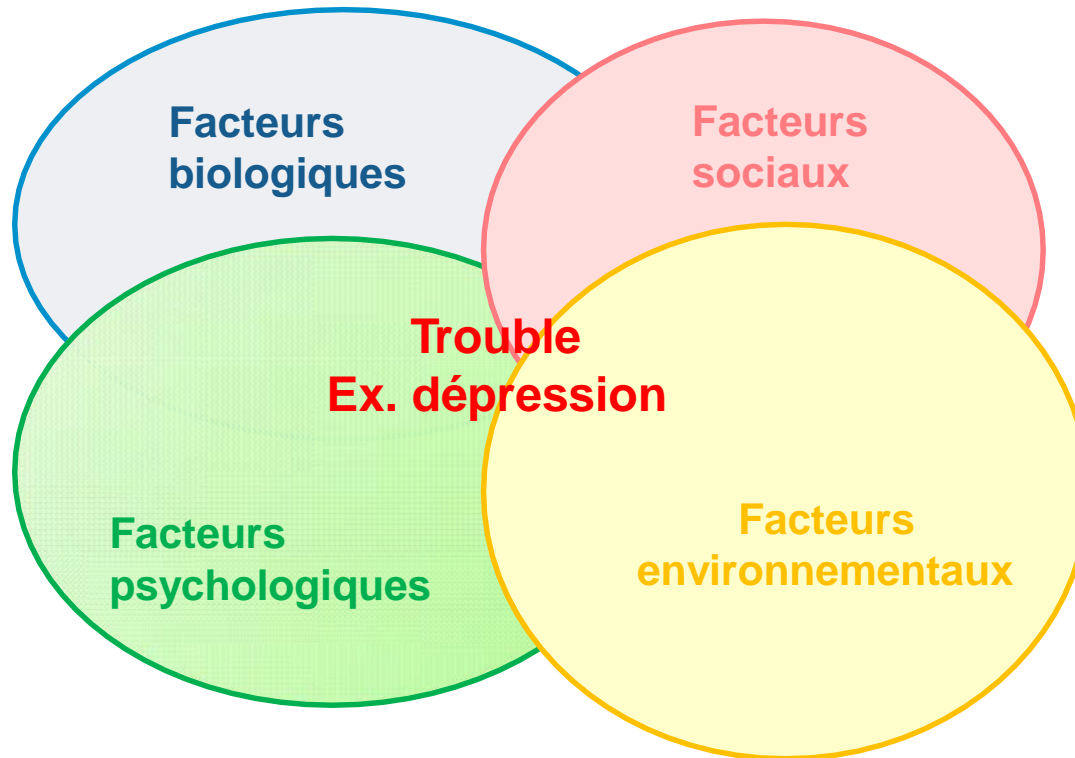 Facteurs
biologiques
Facteurs
sociaux
Trouble
Ex. dépression
Facteurs
psychologiques
Facteurs
environnementaux